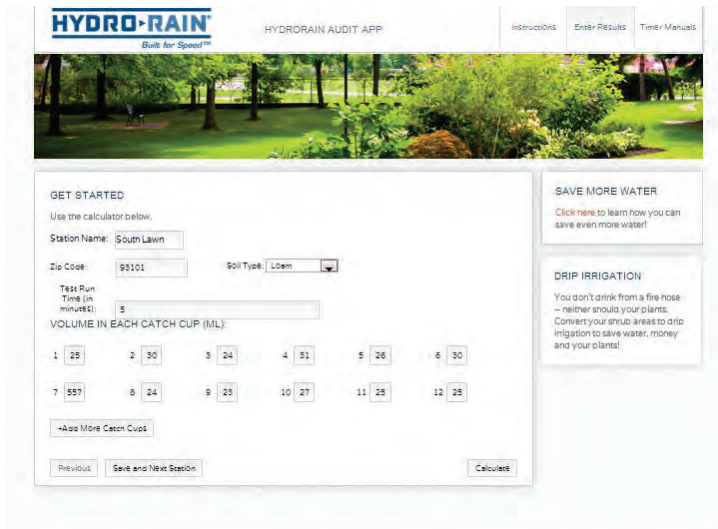 HYDRO▸RAIN®
Built for Speed™
HYDRORAIN AUDIT APP
Instructions Enter Results Timer Manuals
GET STARTED
Use the calculator below.
Station Name: South Lawn
Zip Code: 93101 Soil Type: Loam
Test Run
Time (in
minutes): 5
VOLUME IN EACH CATCH CUP (ML):
1 25 2 30 3 24 4 31 5 26 6 30
7 557 8 24 9 23 10 27 11 25 12 25
+Add More Catch Cups
Previous Save and Next Station Calculate
SAVE MORE WATER
Click here to learn how you can
save even more water!
DRIP IRRIGATION
You don't drink from a fire hose
– neither should your plants.
Convert your shrub areas to drip
irrigation to save water, money
and your plants!